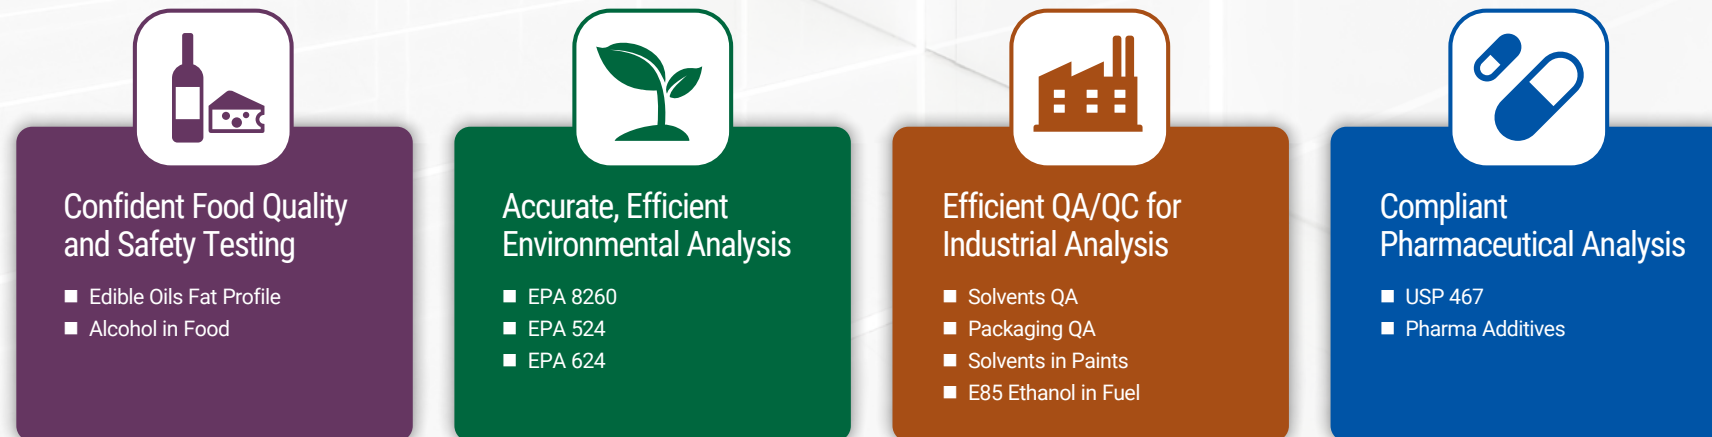 Confident Food Quality
and Safety Testing
■ Edible Oils Fat Profile
■ Alcohol in Food
Accurate, Efficient
Environmental Analysis
■ EPA 8260
■ EPA 524
■ EPA 624
Efficient QA/QC for
Industrial Analysis
■ Solvents QA
■ Packaging QA
■ Solvents in Paints
■ E85 Ethanol in Fuel
Compliant
Pharmaceutical Analysis
■ USP 467
■ Pharma Additives